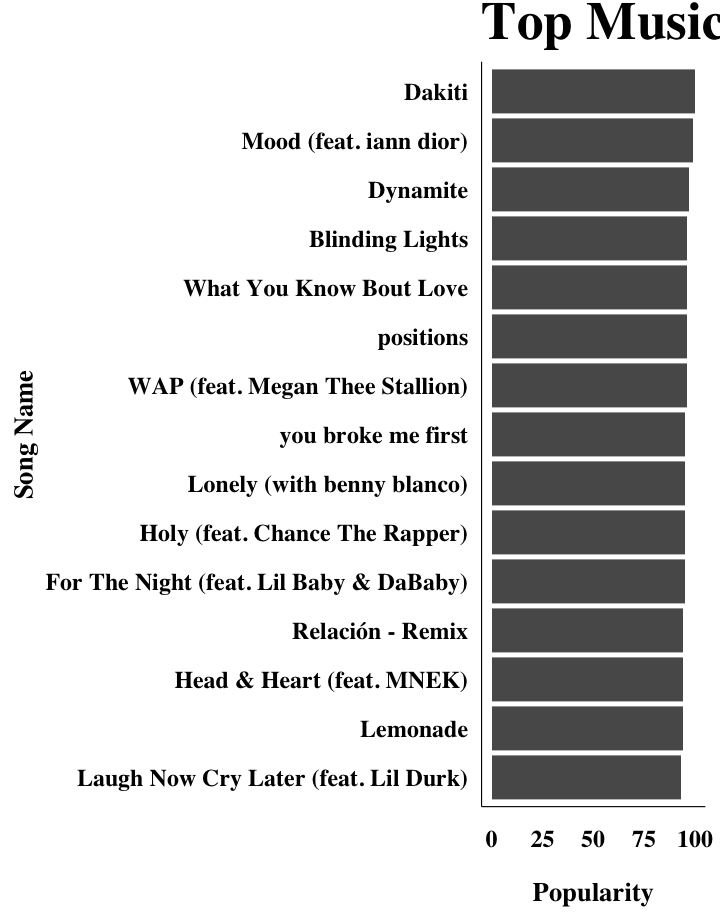 Top Music
Dakiti
Mood (feat. iann dior)
Dynamite
Blinding Lights
What You Know Bout Love
positions
WAP (feat. Megan Thee Stallion)
you broke me first
Lonely (with benny blanco)
Holy (feat. Chance The Rapper)
For The Night (feat. Lil Baby & DaBaby)
Relación - Remix
Head & Heart (feat. MNEK)
Lemonade
Laugh Now Cry Later (feat. Lil Durk)
Song Name
0 25 50 75 100
Popularity